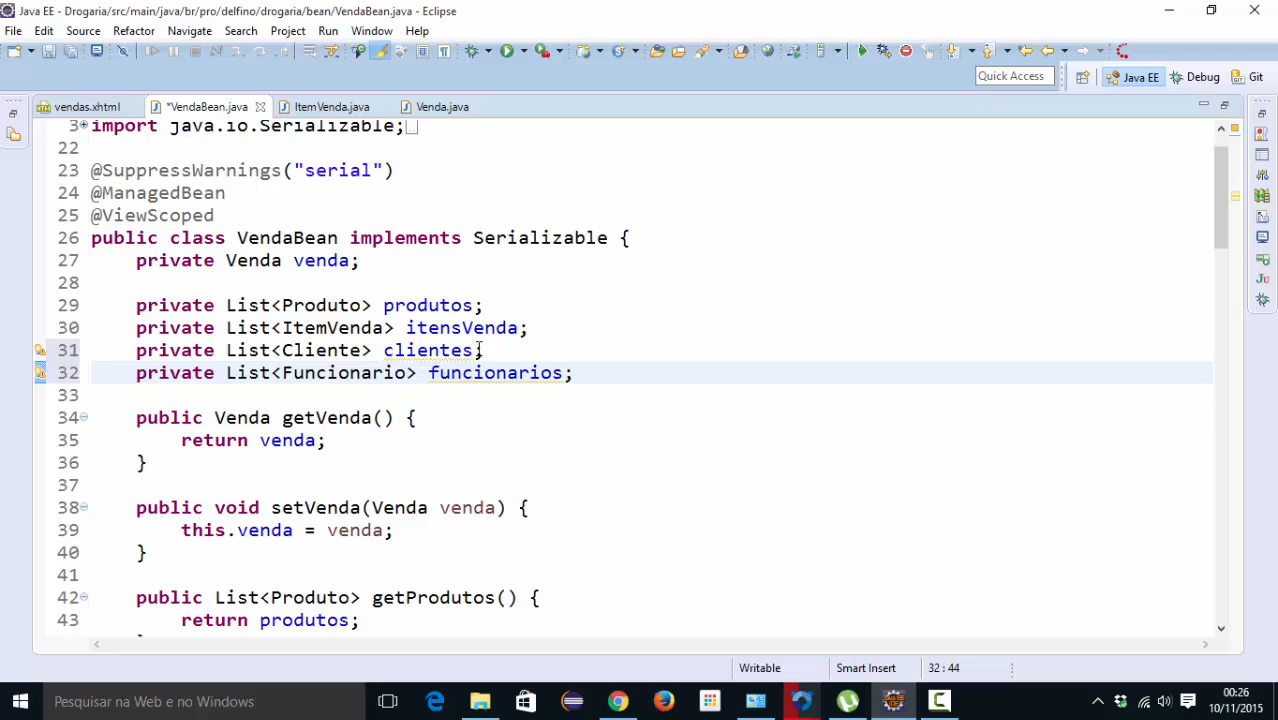 Java EE - Drogaria/src/main/java/br/pro/delfino/drogaria/bean/VendaBean.java - Eclipse
File Edit Source Refactor Navigate Search Project Run Window Help
Quick Access Java EE Debug Git
vendas.xhtml *VendaBean.java ItemVenda.java Venda.java
3 import java.io.Serializable;
22
23 @SuppressWarnings("serial")
24 @ManagedBean
25 @ViewScoped
26 public class VendaBean implements Serializable {
27 private Venda venda;
28
29 private List<Produto> produtos;
30 private List<ItemVenda> itensVenda;
31 private List<Cliente> clientes;
32 private List<Funcionario> funcionarios;
33
34 public Venda getVenda() {
35 return venda;
36 }
37
38 public void setVenda(Venda venda) {
39 this.venda = venda;
40 }
41
42 public List<Produto> getProdutos() {
43 return produtos;
Writable Smart Insert 32 : 44
Pesquisar na Web e no Windows
00:26
10/11/2015